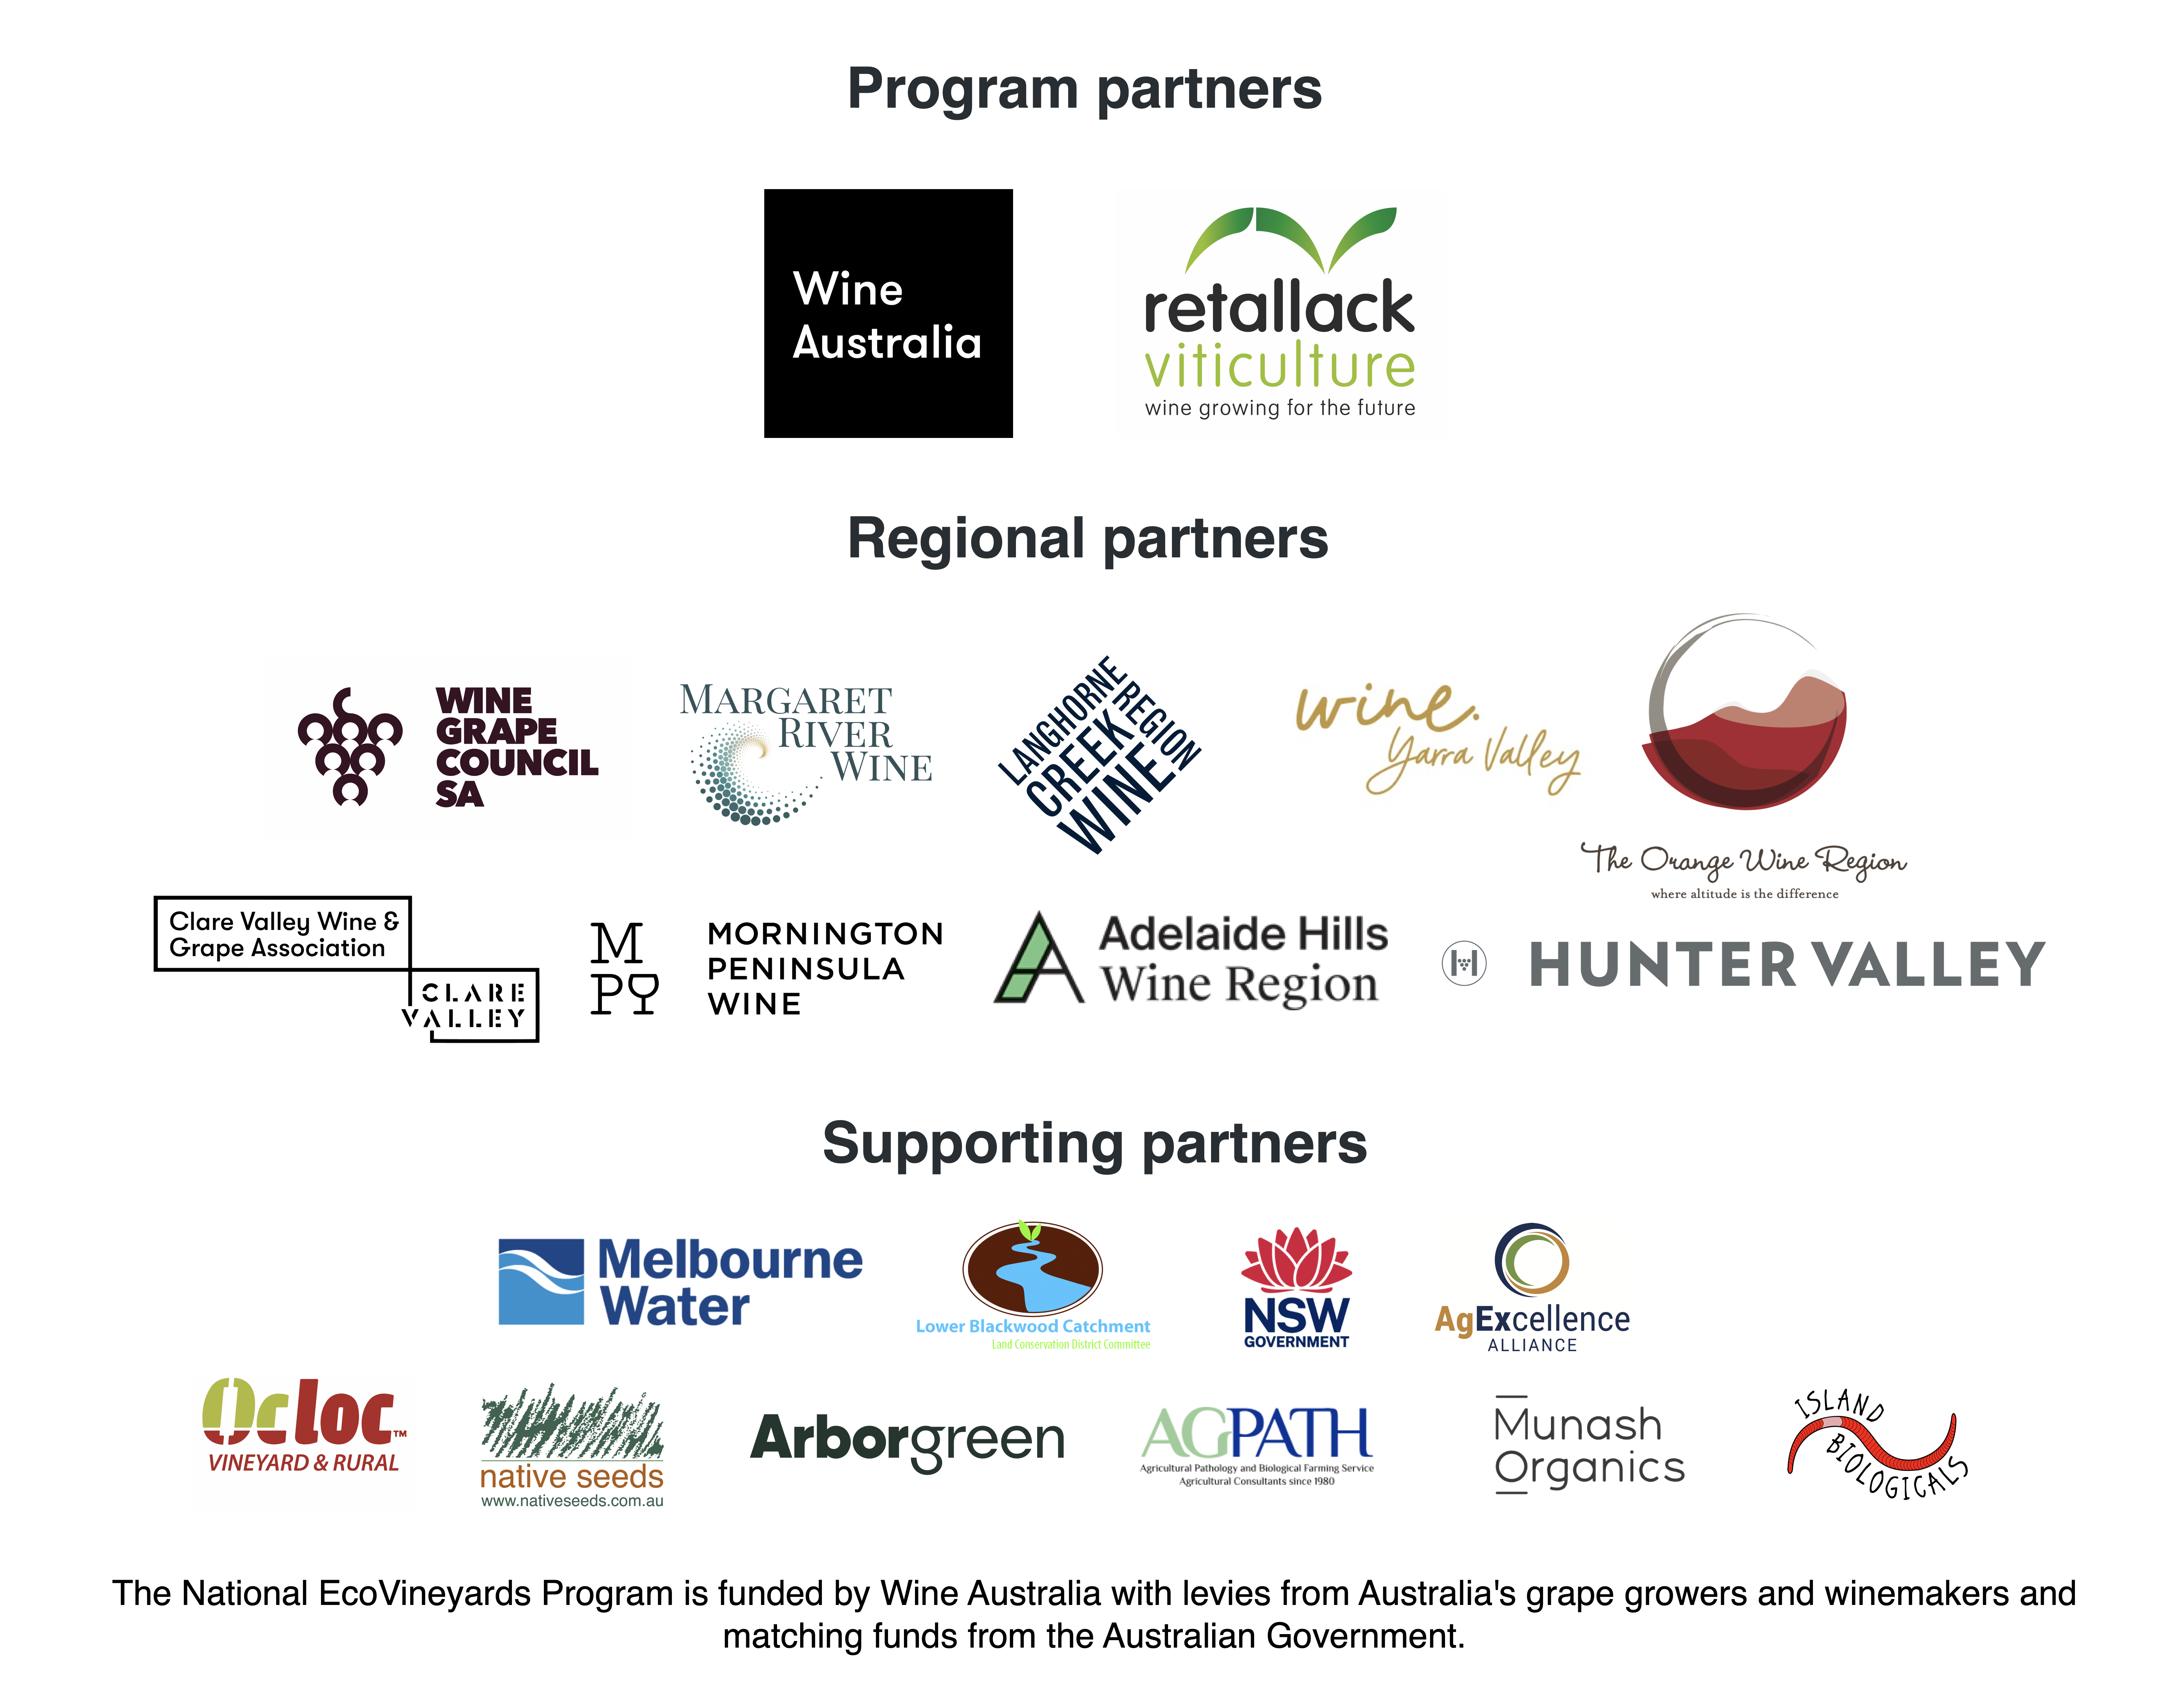 Program partners
Wine
Australia
retallack
viticulture
wine growing for the future
Regional partners
WINE
GRAPE
COUNCIL
SA
MARGARET
RIVER
WINE
LANGHORNE
CREEK REGION
WINE
wine.
Yarra Valley
The Orange Wine Region
where altitude is the difference
Clare Valley Wine &
Grape Association
CLARE
VALLEY
M
P
MORNINGTON
PENINSULA
WINE
Adelaide Hills
Wine Region
H
HUNTER VALLEY
Supporting partners
Melbourne
Water
Lower Blackwood Catchment
Land Conservation District Committee
NSW
GOVERNMENT
AgExcellence
ALLIANCE
Ocloc™
VINEYARD & RURAL
native seeds
www.nativeseeds.com.au
Arborgreen
AGPATH
Agricultural Pathology and Biological Farming Service
Agricultural Consultants since 1980
Munash
Organics
ISLAND
BIOLOGICALS
The National EcoVineyards Program is funded by Wine Australia with levies from Australia's grape growers and winemakers and
matching funds from the Australian Government.